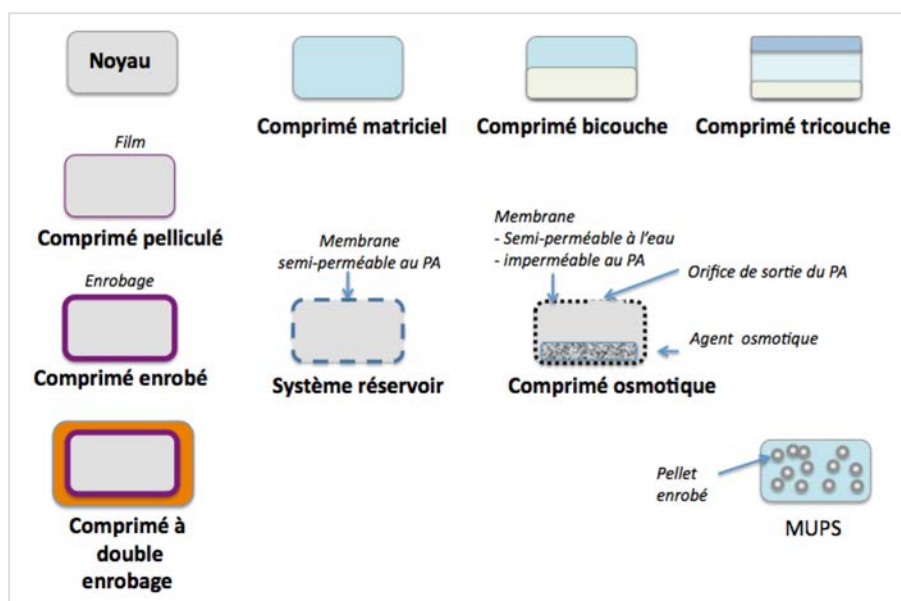 Noyau
Comprimé matriciel
Comprimé bicouche
Comprimé tricouche
Film
Comprimé pelliculé
Membrane
semi-perméable au PA
Membrane
- Semi-perméable à l'eau
- imperméable au PA
Orifice de sortie du PA
Agent osmotique
Enrobage
Comprimé enrobé
Système réservoir
Comprimé osmotique
Comprimé à
double
enrobage
Pellet
enrobé
MUPS